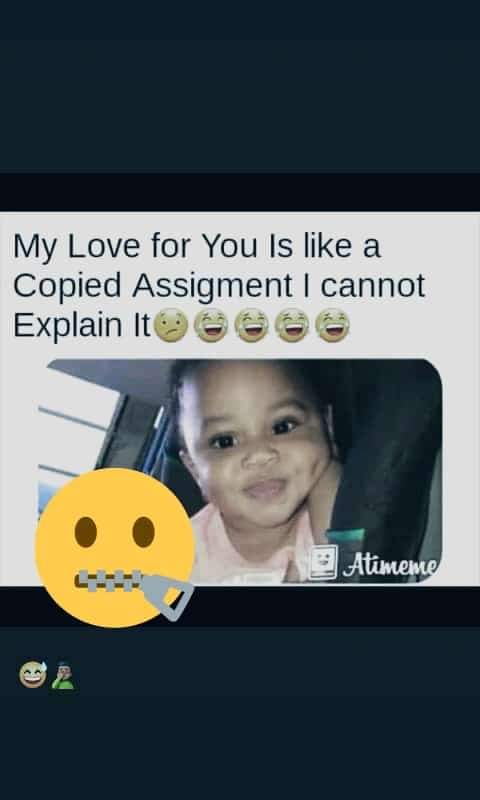 My Love for You Is like a
Copied Assigment I cannot
Explain It😕😂😂😂😂
Atimeme
😅🤦🏿‍♂️